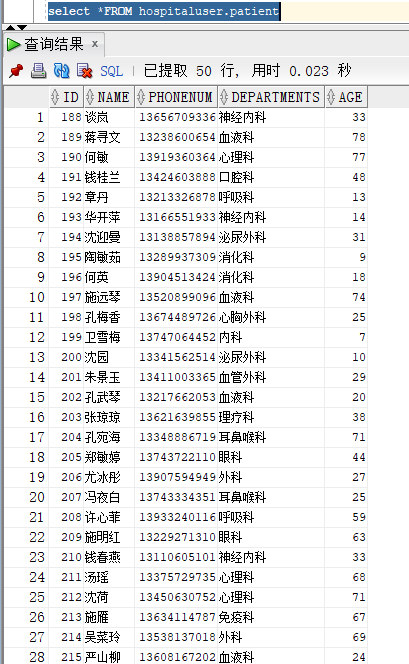 select *FROM hospitaluser.patient
查询结果 x
SQL | 已提取 50 行, 用时 0.023 秒
ID NAME PHONENUM DEPARTMENTS AGE
1 188 谈岚 13656709336 神经内科 33
2 189 蒋寻文 13238600654 血液科 78
3 190 何敏 13919360364 心理科 77
4 191 钱桂兰 13424603888 口腔科 48
5 192 章丹 13213326878 呼吸科 13
6 193 华开萍 13166551933 神经内科 14
7 194 沈迎曼 13138857894 泌尿外科 31
8 195 陶敏茹 13289937309 消化科 9
9 196 何英 13904513424 消化科 18
10 197 施远琴 13520899096 血液科 74
11 198 孔梅香 13674489726 心胸外科 25
12 199 卫雪梅 13747064452 内科 7
13 200 沈园 13341562514 泌尿外科 10
14 201 朱景玉 13411003365 血管外科 29
15 202 孔武琴 13217662053 血液科 20
16 203 张琼琼 13621639855 理疗科 38
17 204 孔宛海 13348886719 耳鼻喉科 71
18 205 郑敏婷 13743722110 眼科 44
19 206 尤冰彤 13907594949 外科 27
20 207 冯夜白 13743334351 耳鼻喉科 25
21 208 许心菲 13933240116 呼吸科 59
22 209 施明红 13229271310 眼科 63
23 210 钱春燕 13110605101 神经内科 33
24 211 汤瑶 13375729735 心理科 68
25 212 沈荷 13450630752 心理科 71
26 213 施雁 13634114787 免疫科 67
27 214 吴菜玲 13538137018 外科 69
28 215 严山柳 13608167202 血液科 24